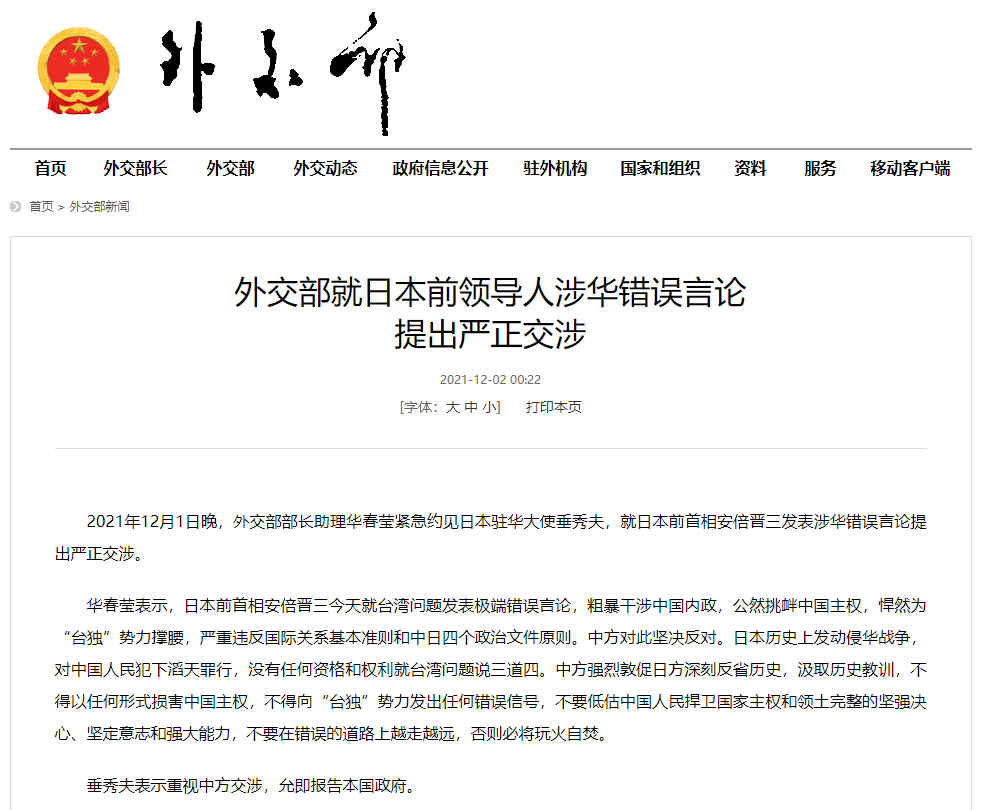 外交部
首页 外交部长 外交部 外交动态 政府信息公开 驻外机构 国家和组织 资料 服务 移动客户端
首页 > 外交部新闻
外交部就日本前领导人涉华错误言论
提出严正交涉
2021-12-02 00:22
[字体：大 中 小] 打印本页
2021年12月1日晚，外交部部长助理华春莹紧急约见日本驻华大使垂秀夫，就日本前首相安倍晋三发表涉华错误言论提
出严正交涉。
华春莹表示，日本前首相安倍晋三今天就台湾问题发表极端错误言论，粗暴干涉中国内政，公然挑衅中国主权，悍然为
“台独”势力撑腰，严重违反国际关系基本准则和中日四个政治文件原则。中方对此坚决反对。日本历史上发动侵华战争，
对中国人民犯下滔天罪行，没有任何资格和权利就台湾问题说三道四。中方强烈敦促日方深刻反省历史，汲取历史教训，不
得以任何形式损害中国主权，不得向“台独”势力发出任何错误信号，不要低估中国人民捍卫国家主权和领土完整的坚强决
心、坚定意志和强大能力，不要在错误的道路上越走越远，否则必将玩火自焚。
垂秀夫表示重视中方交涉，允即报告本国政府。